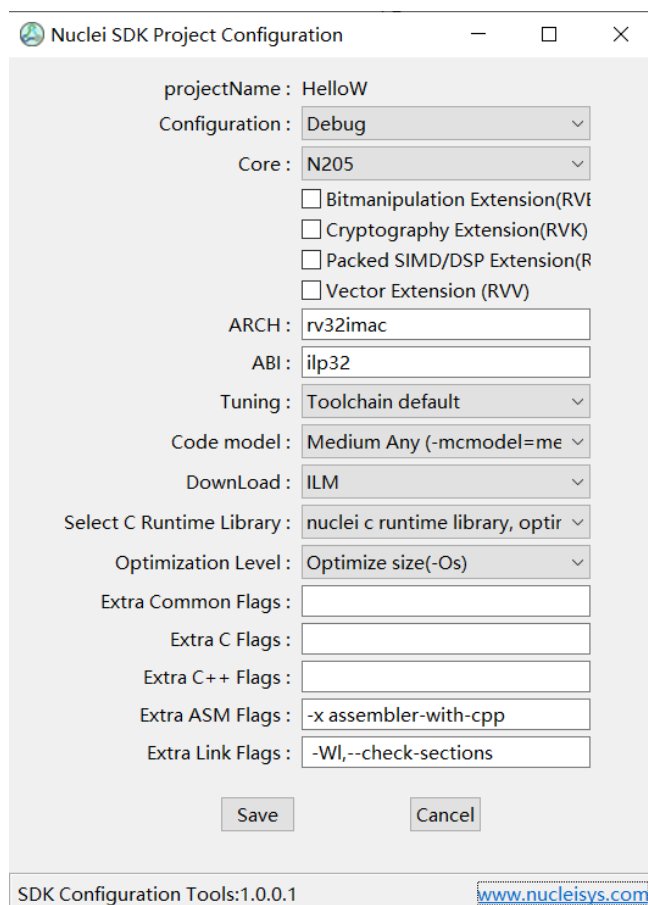 Nuclei SDK Project Configuration
projectName : HelloW
Configuration : Debug
Core : N205
Bitmanipulation Extension(RVB
Cryptography Extension(RVK)
Packed SIMD/DSP Extension(R
Vector Extension (RVV)
ARCH : rv32imac
ABI : ilp32
Tuning : Toolchain default
Code model : Medium Any (-mcmodel=me
DownLoad : ILM
Select C Runtime Library : nuclei c runtime library, optir
Optimization Level : Optimize size(-Os)
Extra Common Flags :
Extra C Flags :
Extra C++ Flags :
Extra ASM Flags : -x assembler-with-cpp
Extra Link Flags : -Wl,--check-sections
Save Cancel
SDK Configuration Tools:1.0.0.1 www.nucleisys.com